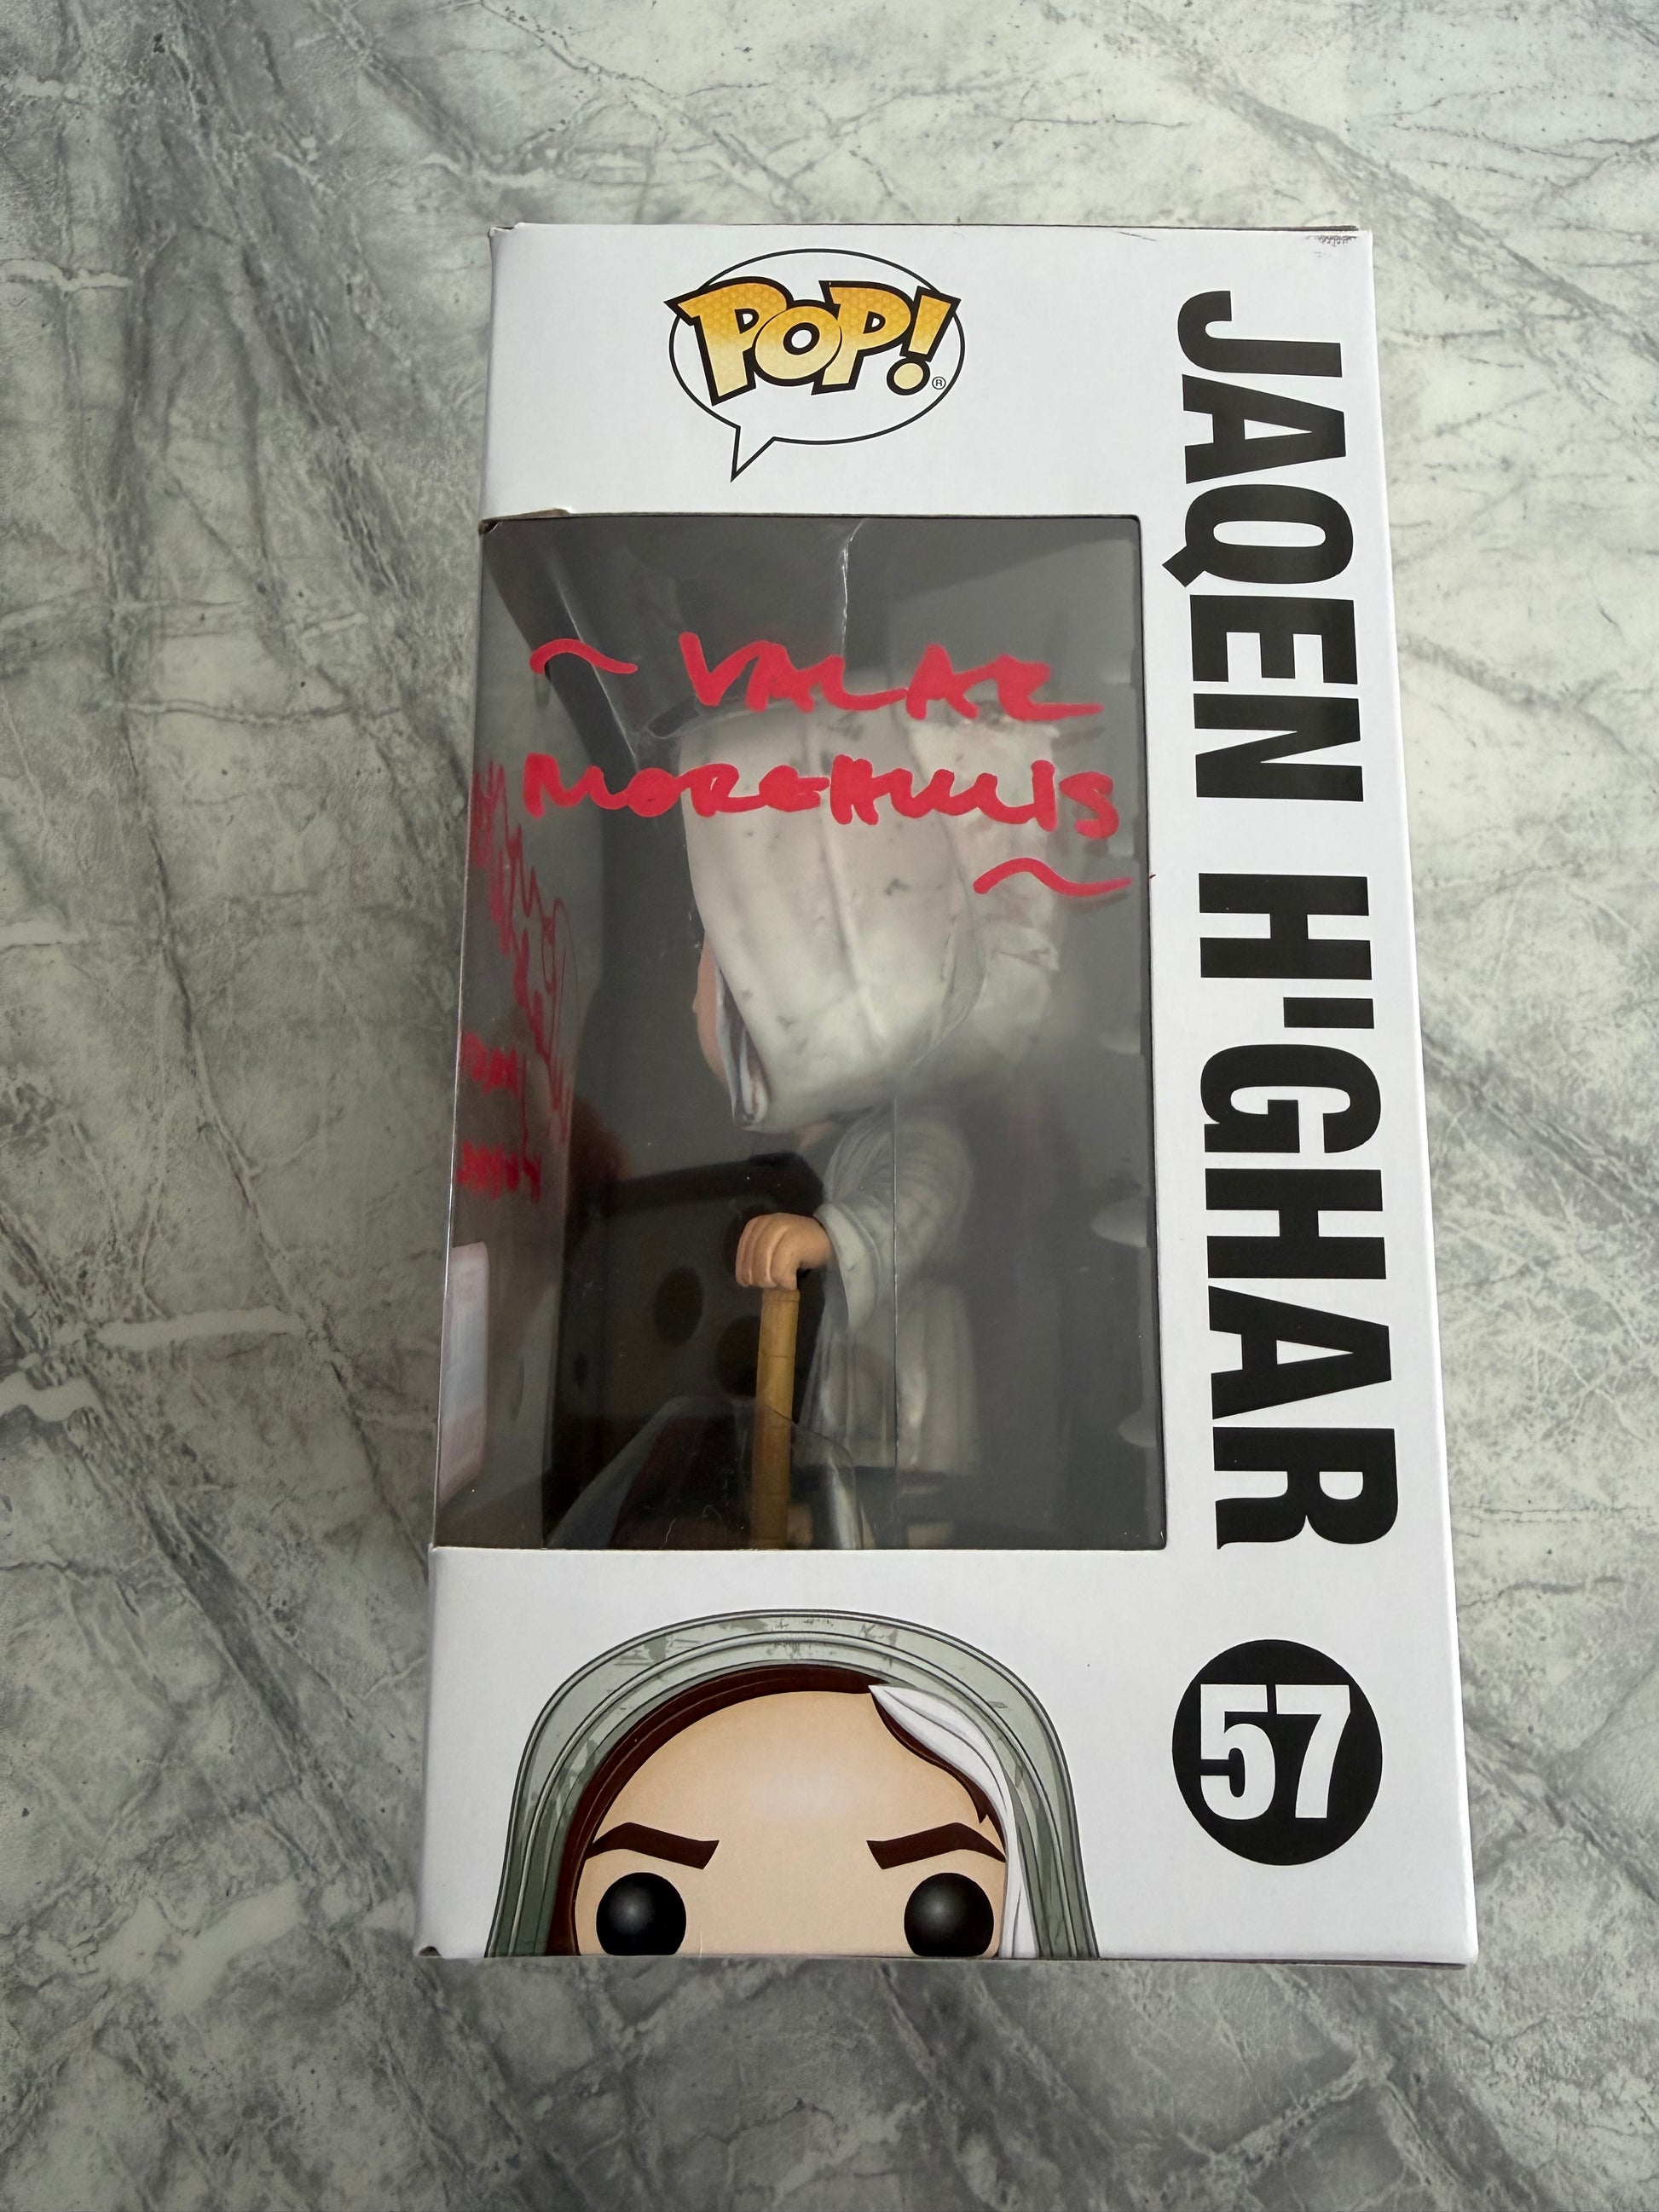 POP!®
~ VALAR
MORGHULIS
~
JAQEN H'GHAR
57